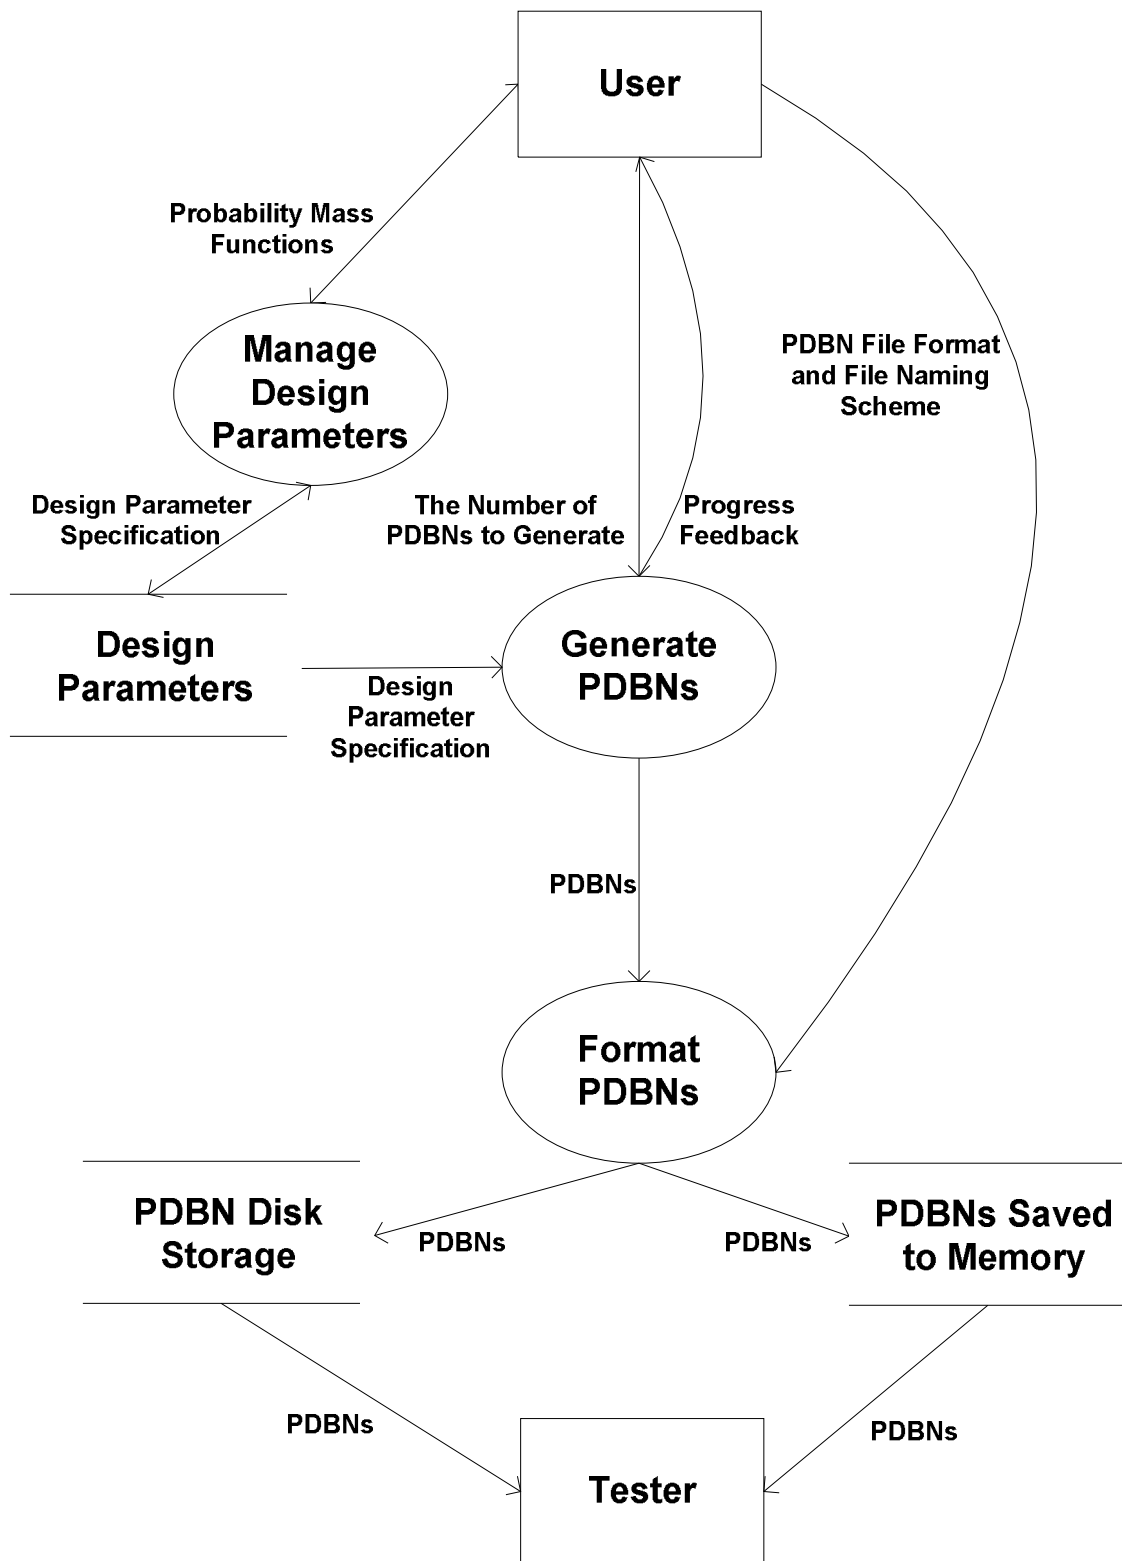 User
Probability Mass
Functions
PDBN File Format
and File Naming
Scheme
Manage
Design
Parameters
Design Parameter
Specification
The Number of
PDBNs to Generate
Progress
Feedback
Design
Parameters
Generate
PDBNs
Design
Parameter
Specification
PDBNs
Format
PDBNs
PDBN Disk
Storage
PDBNs
PDBNs
PDBNs Saved
to Memory
PDBNs
PDBNs
Tester